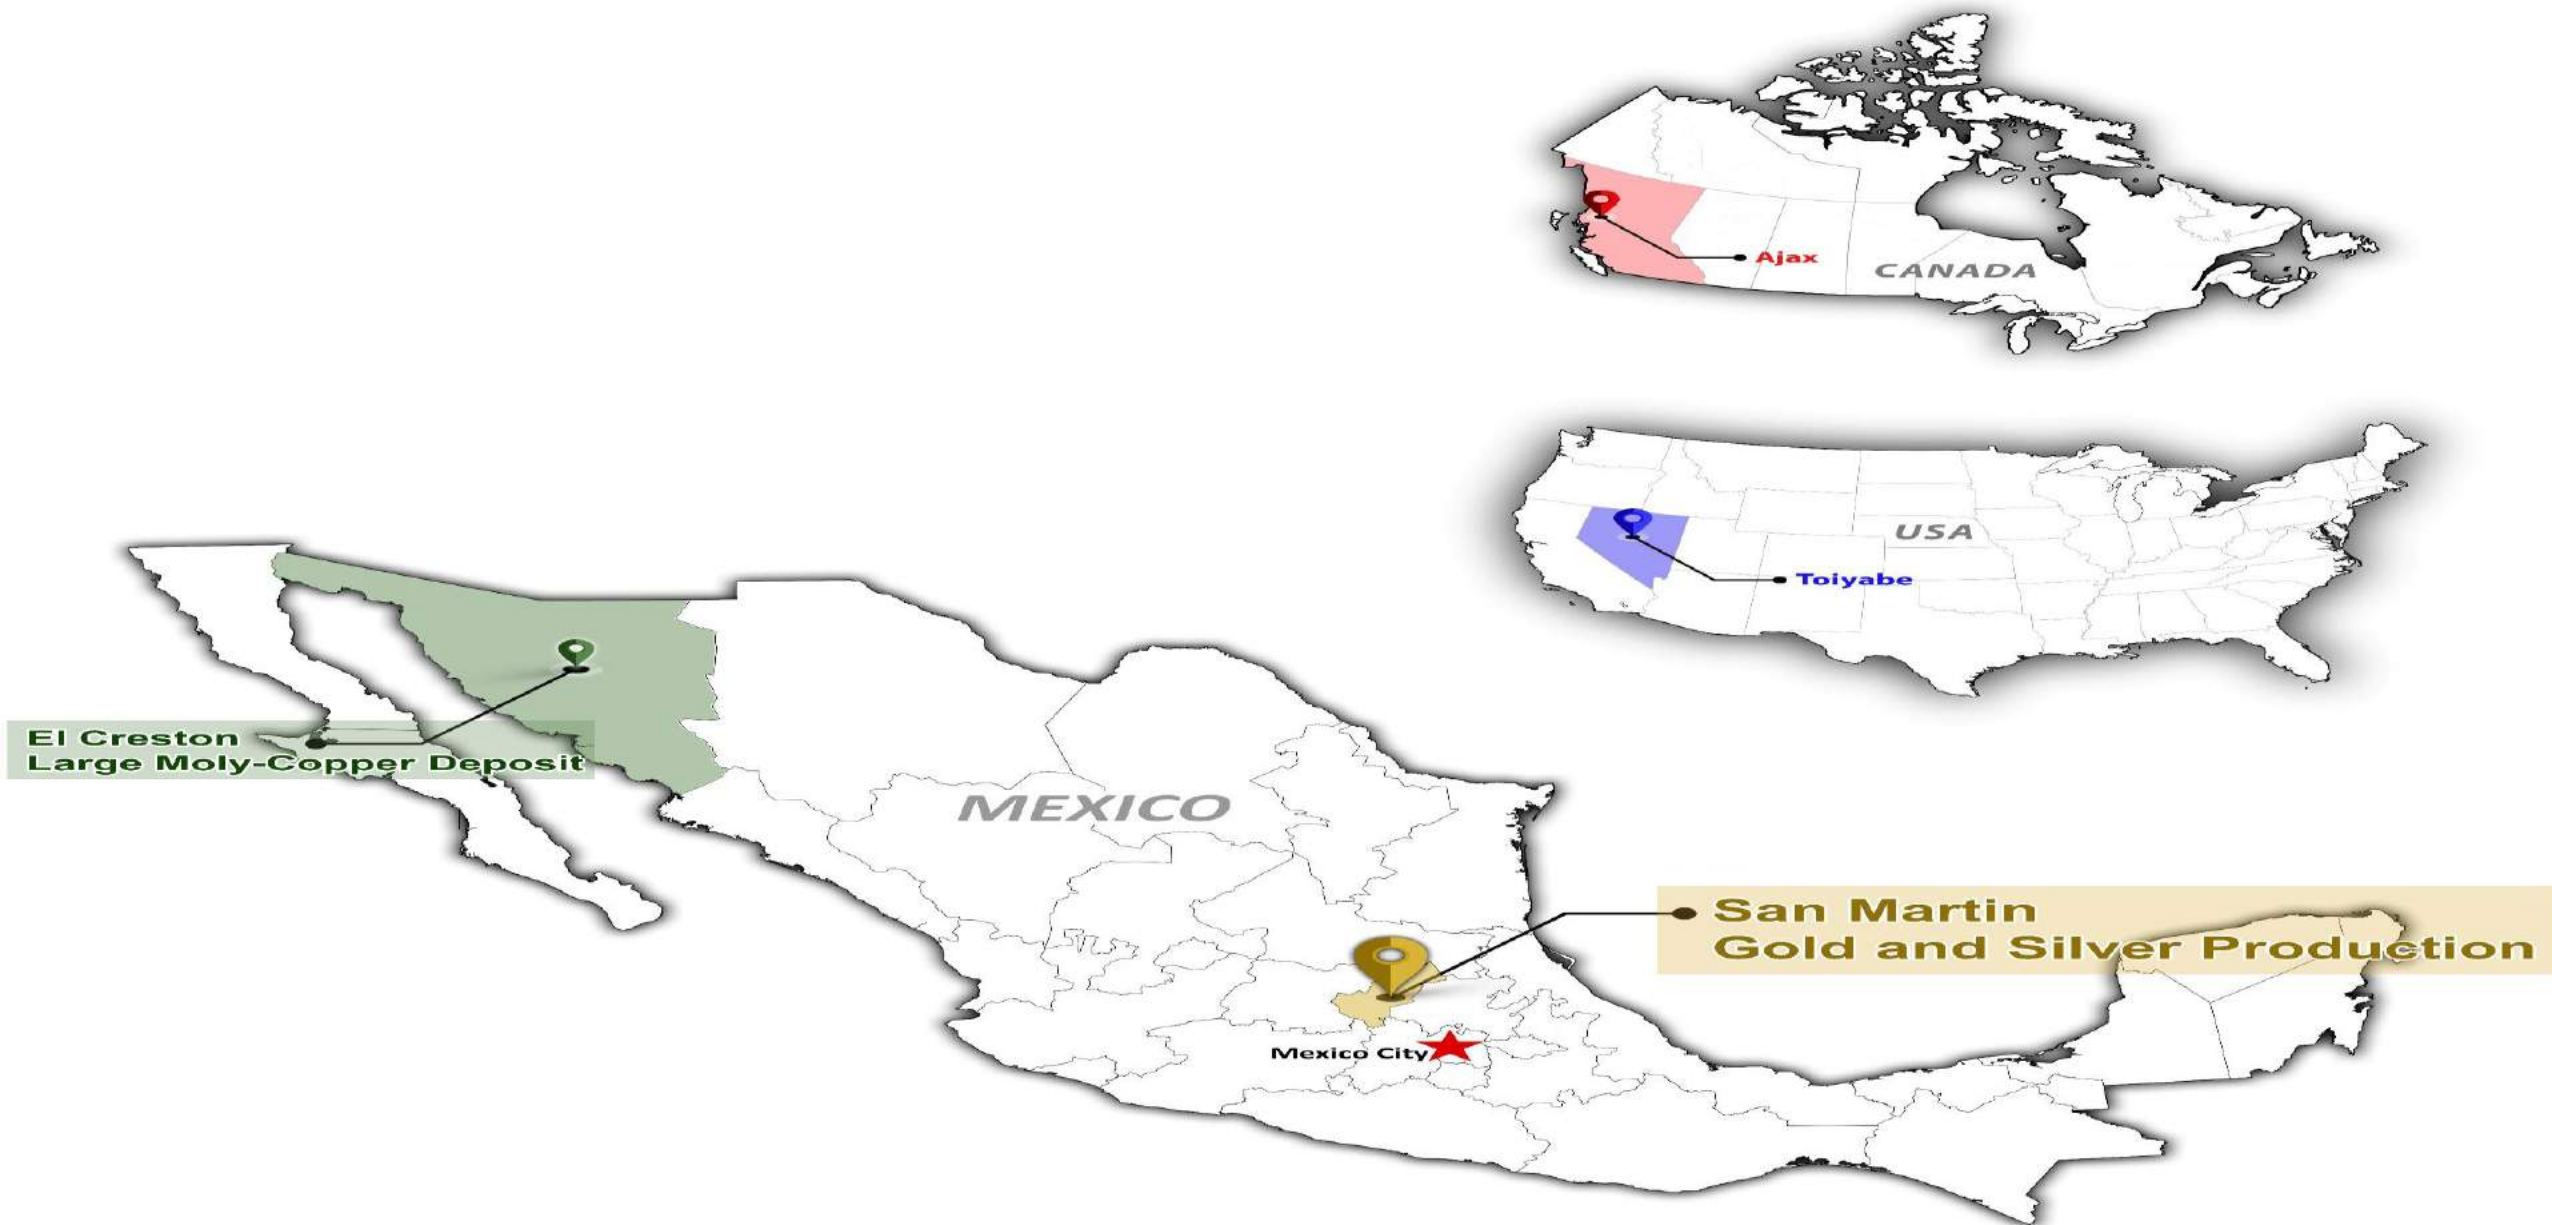 Ajax
CANADA
USA
Toiyabe
El Creston
Large Moly-Copper Deposit
MEXICO
San Martin
Gold and Silver Production
Mexico City